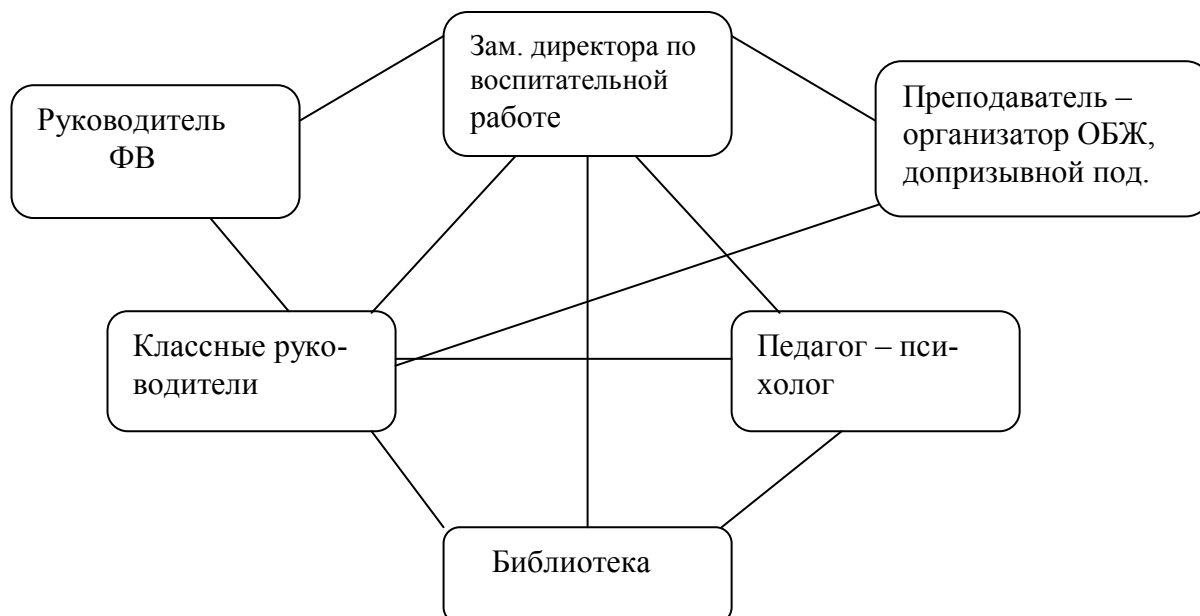 Зам. директора по
воспитательной
работе
Руководитель
ФВ
Преподаватель –
организатор ОБЖ,
допризывной под.
Классные руко-
водители
Педагог – пси-
холог
Библиотека